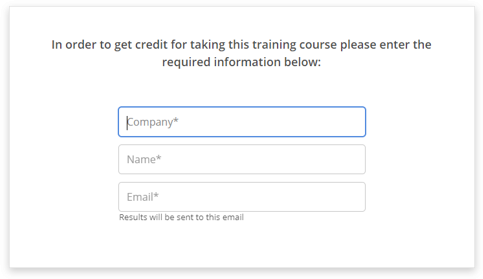 In order to get credit for taking this training course please enter the
required information below:
Company*
Name*
Email*
Results will be sent to this email